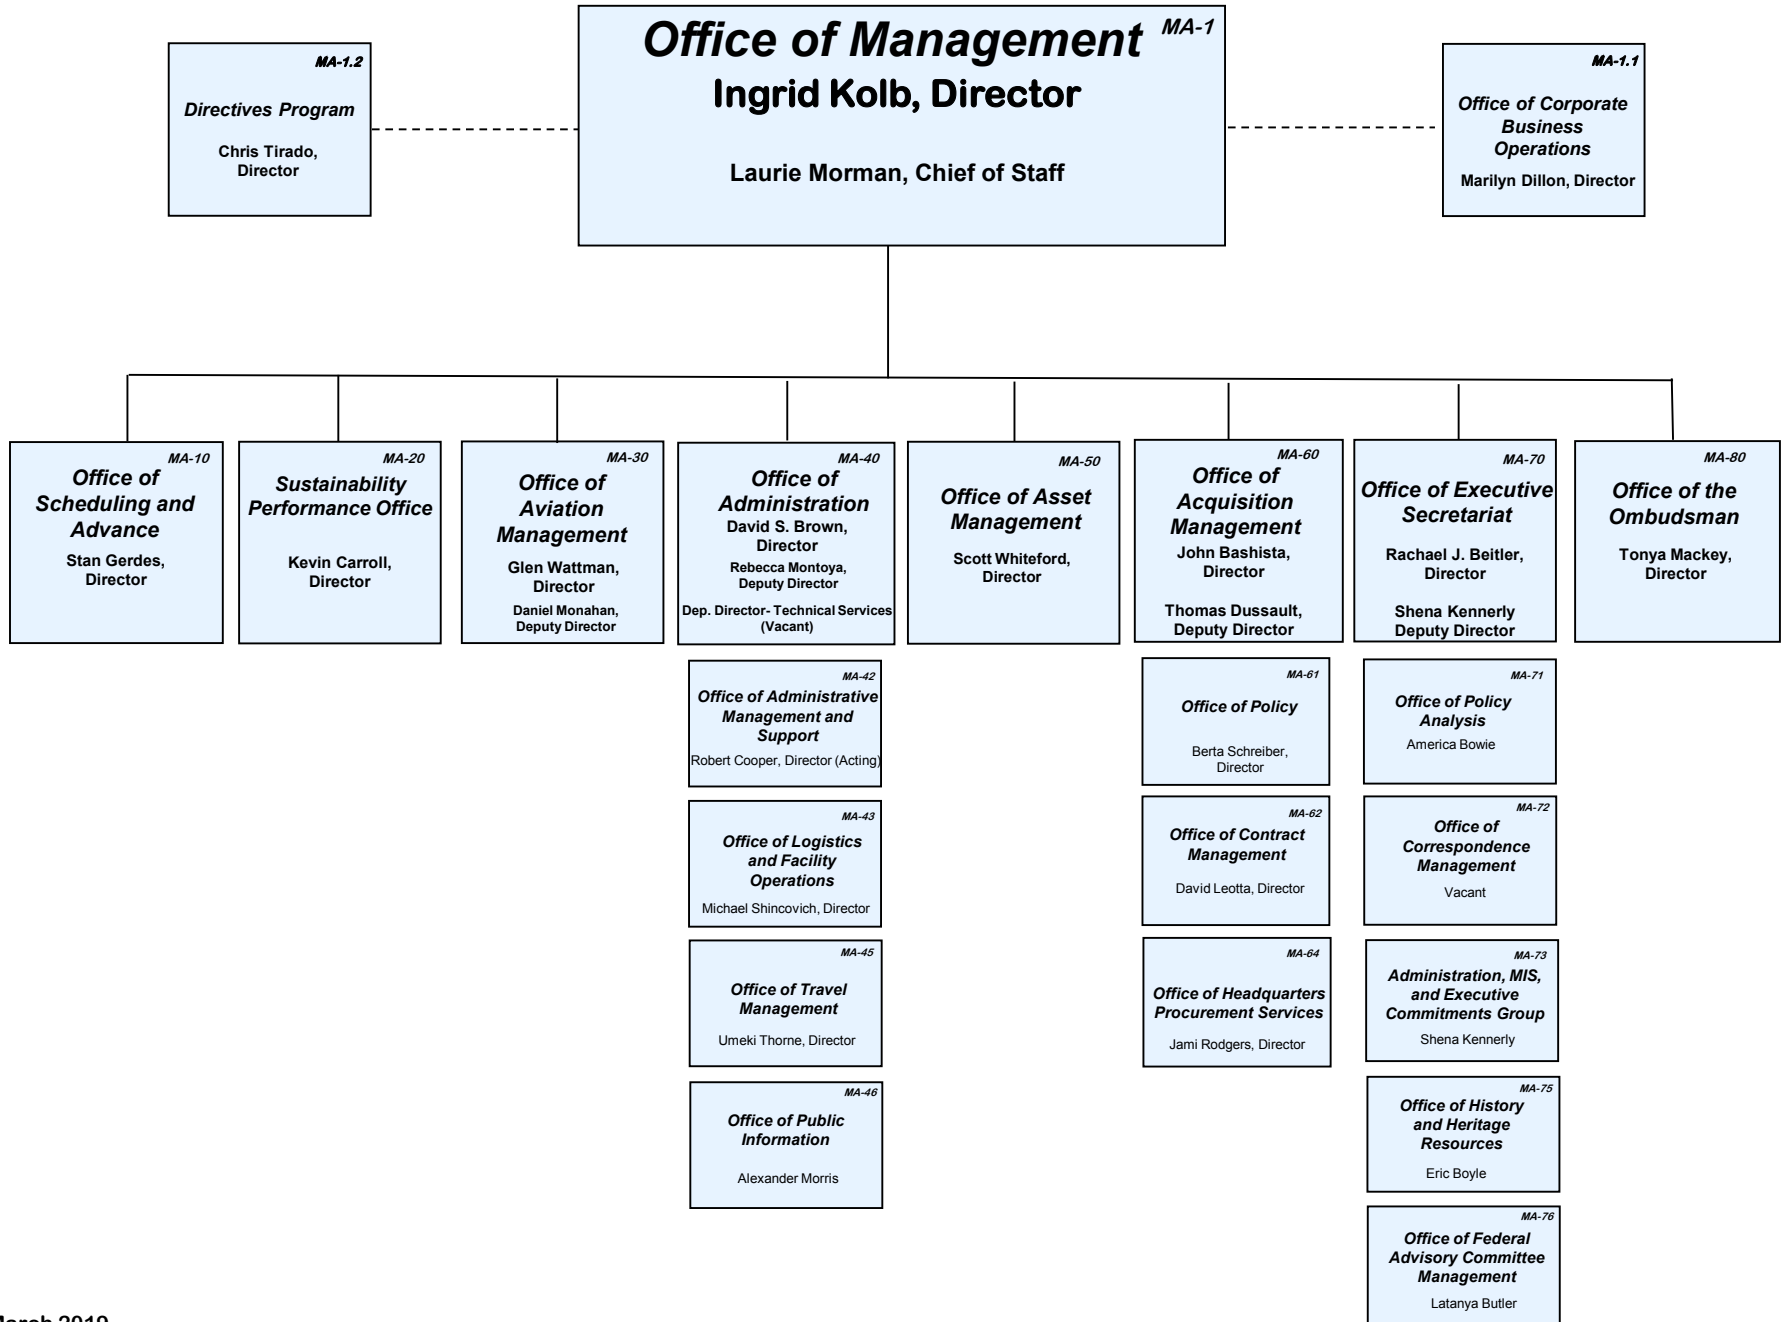 MA-1
Office of Management
Ingrid Kolb, Director
Laurie Morman, Chief of Staff
MA-1.2
Directives Program
Chris Tirado,
Director
MA-1.1
Office of Corporate
Business
Operations
Marilyn Dillon, Director
MA-10
Office of
Scheduling and
Advance
Stan Gerdes,
Director
MA-20
Sustainability
Performance Office
Kevin Carroll,
Director
MA-30
Office of
Aviation
Management
Glen Wattman,
Director
Daniel Monahan,
Deputy Director
MA-40
Office of
Administration
David S. Brown,
Director
Rebecca Montoya,
Deputy Director
Dep. Director- Technical Services
(Vacant)
MA-50
Office of Asset
Management
Scott Whiteford,
Director
MA-60
Office of
Acquisition
Management
John Bashista,
Director
Thomas Dussault,
Deputy Director
MA-70
Office of Executive
Secretariat
Rachael J. Beitler,
Director
Shena Kennerly
Deputy Director
MA-80
Office of the
Ombudsman
Tonya Mackey,
Director
MA-42
Office of Administrative
Management and
Support
Robert Cooper, Director (Acting)
MA-43
Office of Logistics
and Facility
Operations
Michael Shincovich, Director
MA-45
Office of Travel
Management
Umeki Thorne, Director
MA-46
Office of Public
Information
Alexander Morris
MA-61
Office of Policy
Berta Schreiber,
Director
MA-62
Office of Contract
Management
David Leotta, Director
MA-64
Office of Headquarters
Procurement Services
Jami Rodgers, Director
MA-71
Office of Policy
Analysis
America Bowie
MA-72
Office of
Correspondence
Management
Vacant
MA-73
Administration, MIS,
and Executive
Commitments Group
Shena Kennerly
MA-75
Office of History
and Heritage
Resources
Eric Boyle
MA-76
Office of Federal
Advisory Committee
Management
Latanya Butler
March 2019